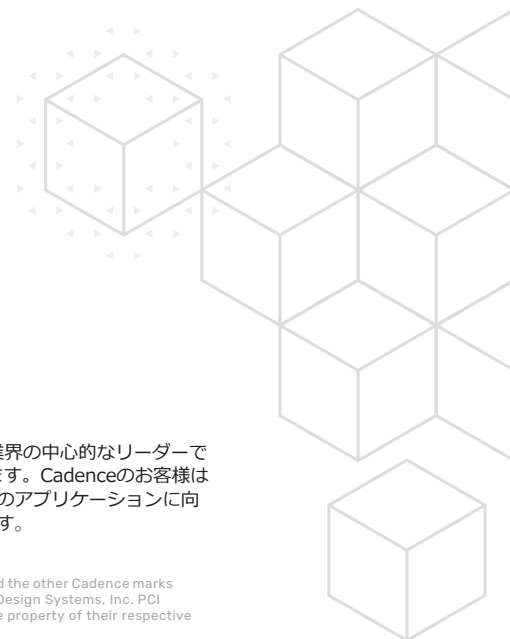 業界の中心的なリーダーで
ます。Cadenceのお客様は
のアプリケーションに向
す。
d the other Cadence marks
Design Systems, Inc. PCI
e property of their respective